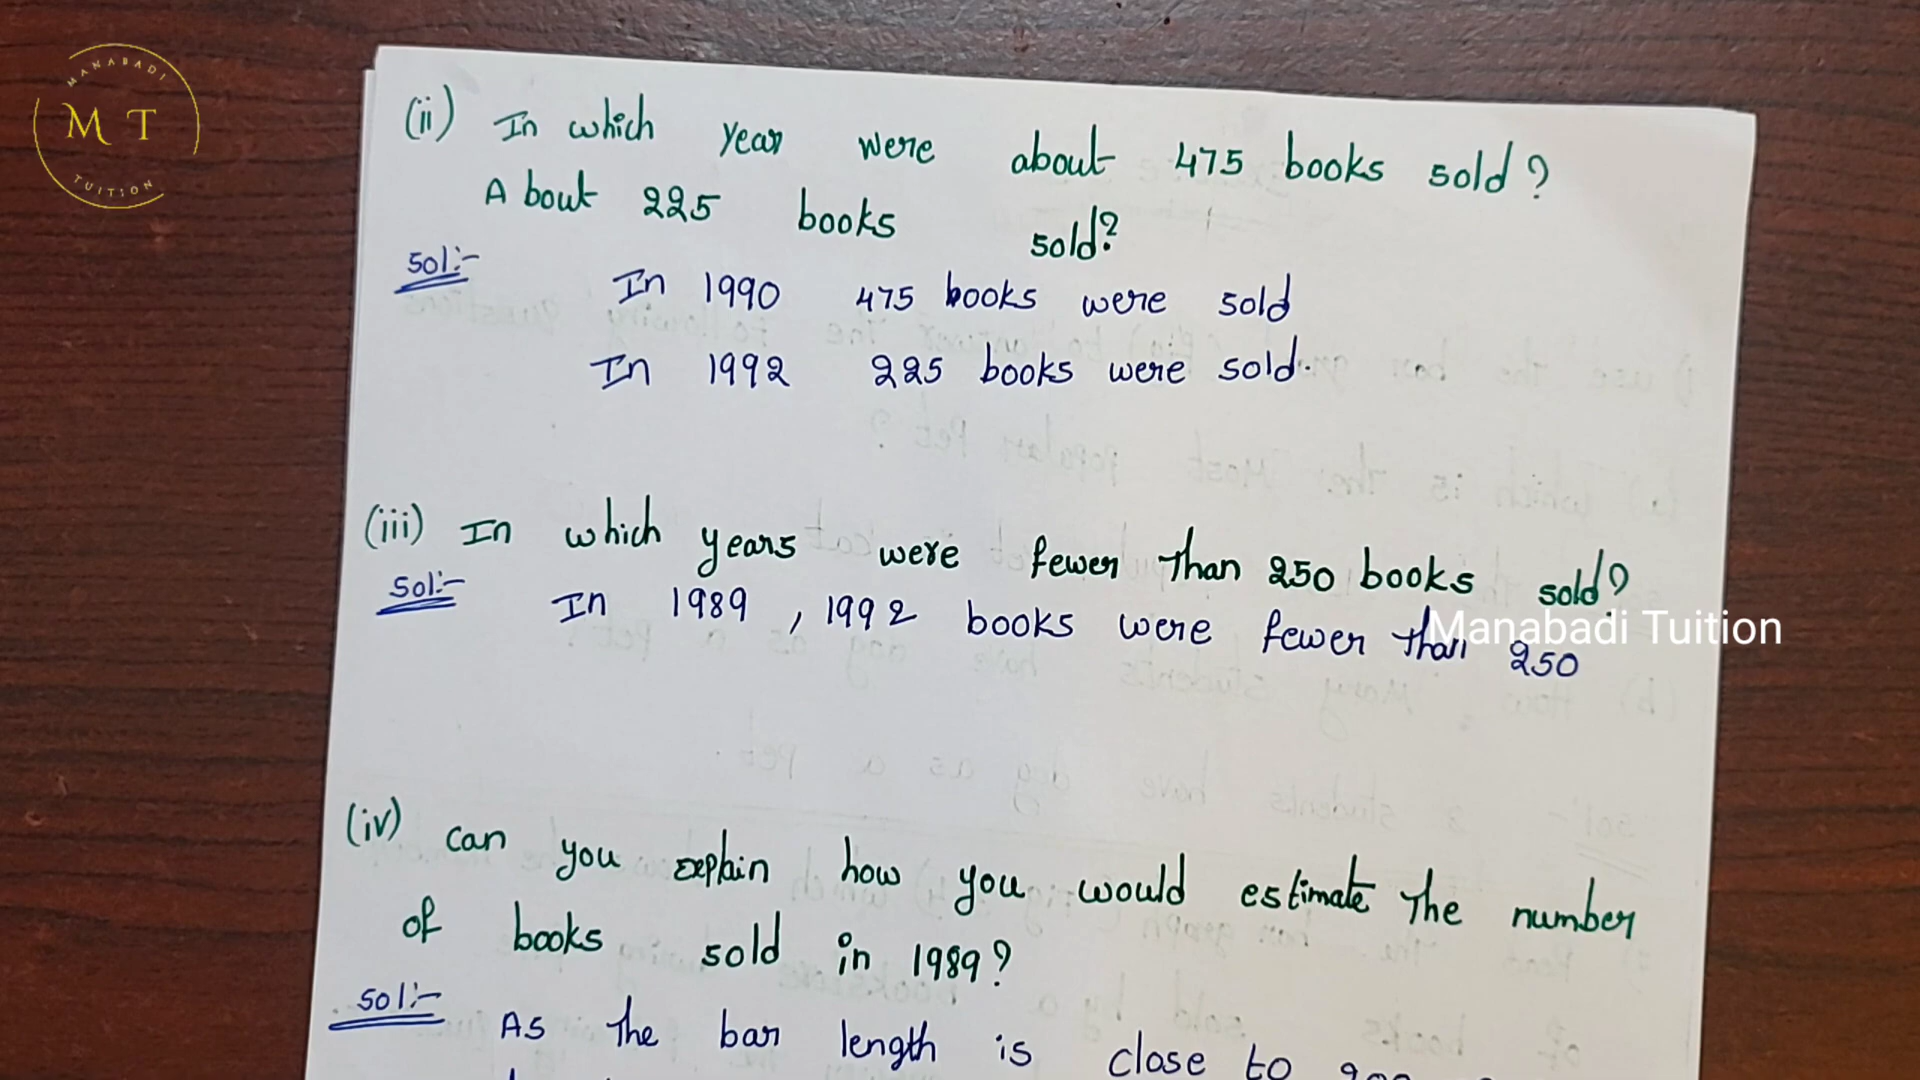 MANABADI
M T
TUITION
(ii) In which year were about 475 books sold?
About 225 books sold?
Sol:-
In 1990 475 books were sold
In 1992 225 books were sold.
(iii) In which years were fewer than 250 books sold?
Sol:-
In 1989, 1992 books were fewer than 250
Manabadi Tuition
(iv) can you explain how you would estimate the number
of books sold in 1989?
Sol:-
As the bar length is close to